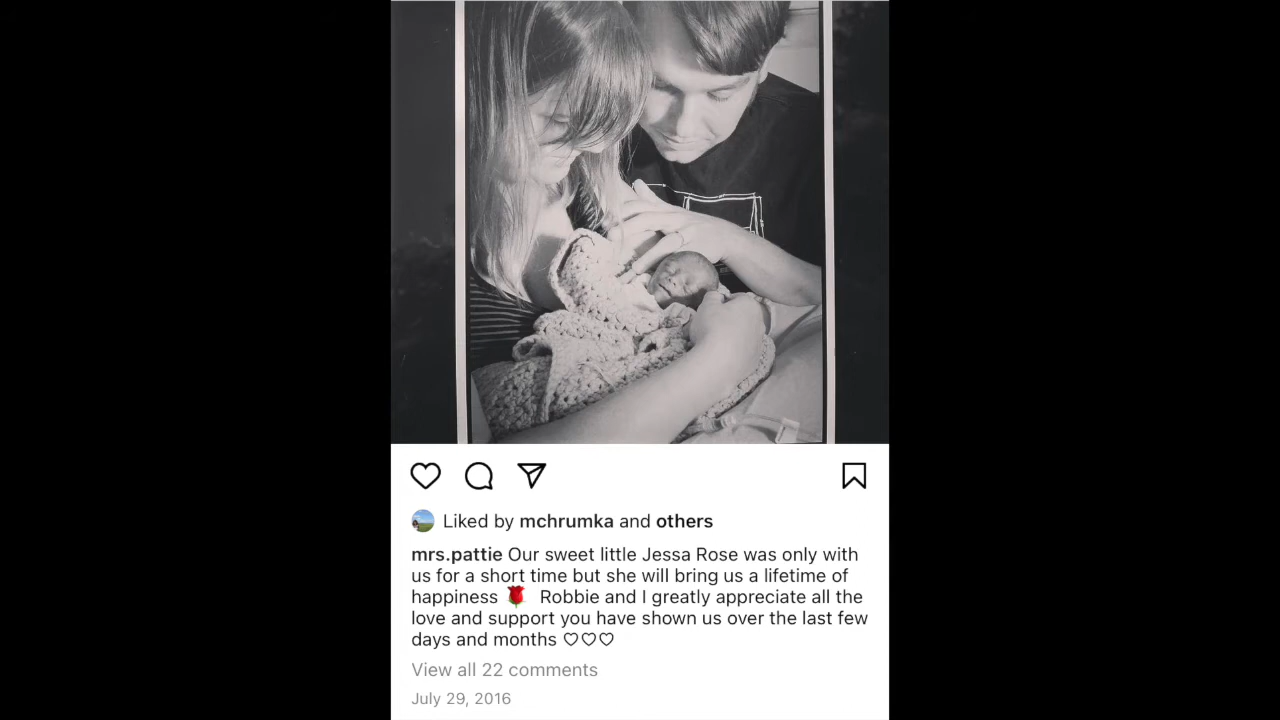 Liked by mchrumka and others
mrs.pattie Our sweet little Jessa Rose was only with
us for a short time but she will bring us a lifetime of
happiness 🌹 Robbie and I greatly appreciate all the
love and support you have shown us over the last few
days and months ♡♡♡
View all 22 comments
July 29, 2016